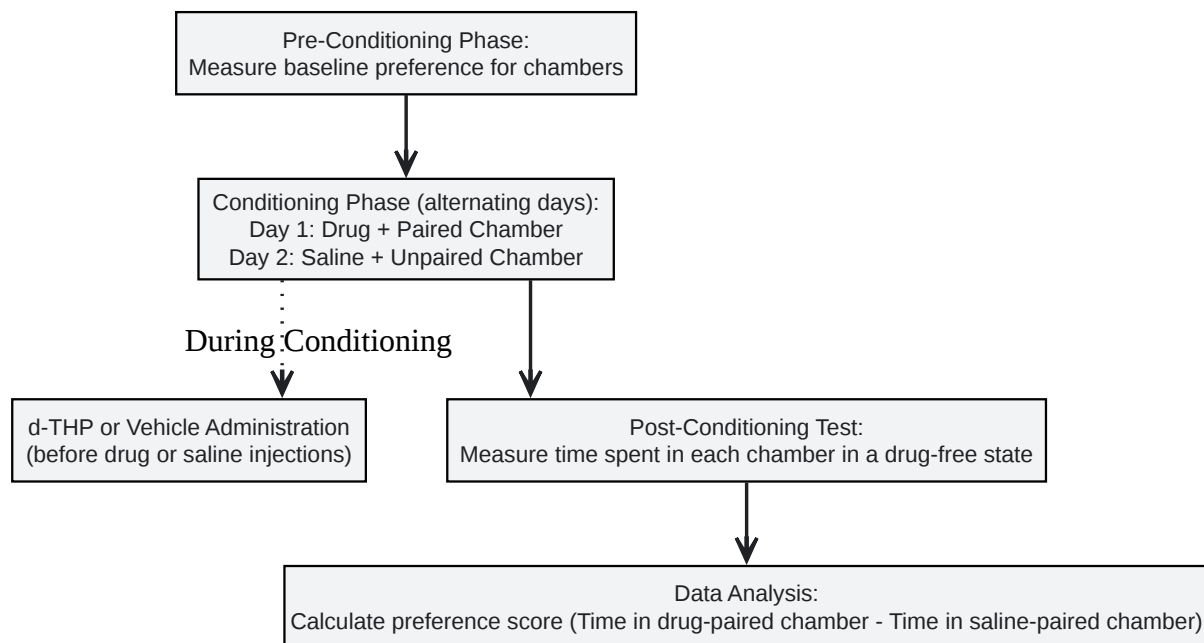 Pre-Conditioning Phase:
Measure baseline preference for chambers
Conditioning Phase (alternating days):
Day 1: Drug + Paired Chamber
Day 2: Saline + Unpaired Chamber
During Conditioning
d-THP or Vehicle Administration
(before drug or saline injections)
Post-Conditioning Test:
Measure time spent in each chamber in a drug-free state
Data Analysis:
Calculate preference score (Time in drug-paired chamber - Time in saline-paired chamber)